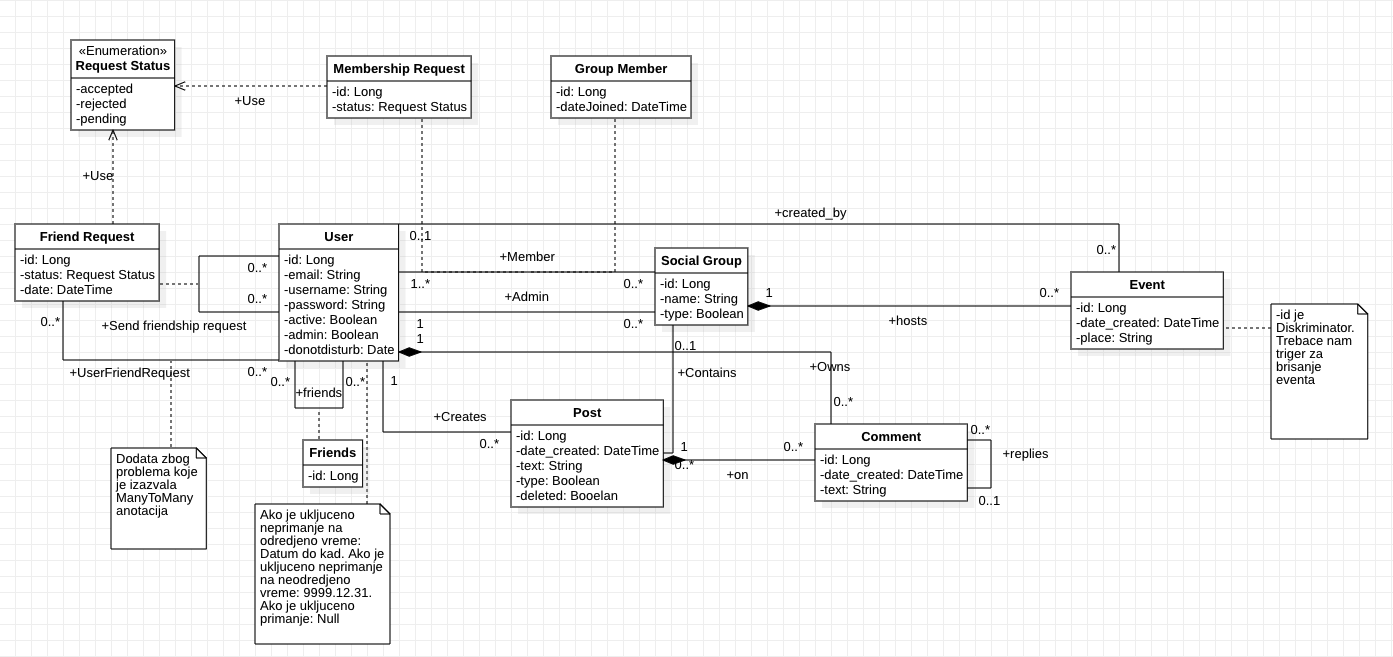 «Enumeration»
Request Status
-accepted
-rejected
-pending
+Use
Membership Request
-id: Long
-status: Request Status
Group Member
-id: Long
-dateJoined: DateTime
+Use
Friend Request
-id: Long
-status: Request Status
-date: DateTime
0..*
0..*
0..*
+Send friendship request
+UserFriendRequest
0..*
User
-id: Long
-email: String
-username: String
-password: String
-active: Boolean
-admin: Boolean
-donotdisturb: Date
0..1
+created_by
0..*
+Member
1..*
0..*
+Admin
1
0..*
1
Social Group
-id: Long
-name: String
-type: Boolean
1
+hosts
0..*
Event
-id: Long
-date_created: DateTime
-place: String
-id je
Diskriminator.
Trebace nam
triger za
brisanje
eventa
0..1
+Contains
+Owns
0..*
0..*
0..*
+friends
1
+Creates
0..*
Friends
-id: Long
Post
-id: Long
-date_created: DateTime
-text: String
-type: Boolean
-deleted: Booelan
1
0..*
0..*
+on
Comment
-id: Long
-date_created: DateTime
-text: String
0..*
+replies
0..1
Dodata zbog
problema koje
je izazvala
ManyToMany
anotacija
Ako je ukljuceno
neprimanje na
odredjeno vreme:
Datum do kad. Ako je
ukljuceno neprimanje
na neodredjeno
vreme: 9999.12.31.
Ako je ukljuceno
primanje: Null